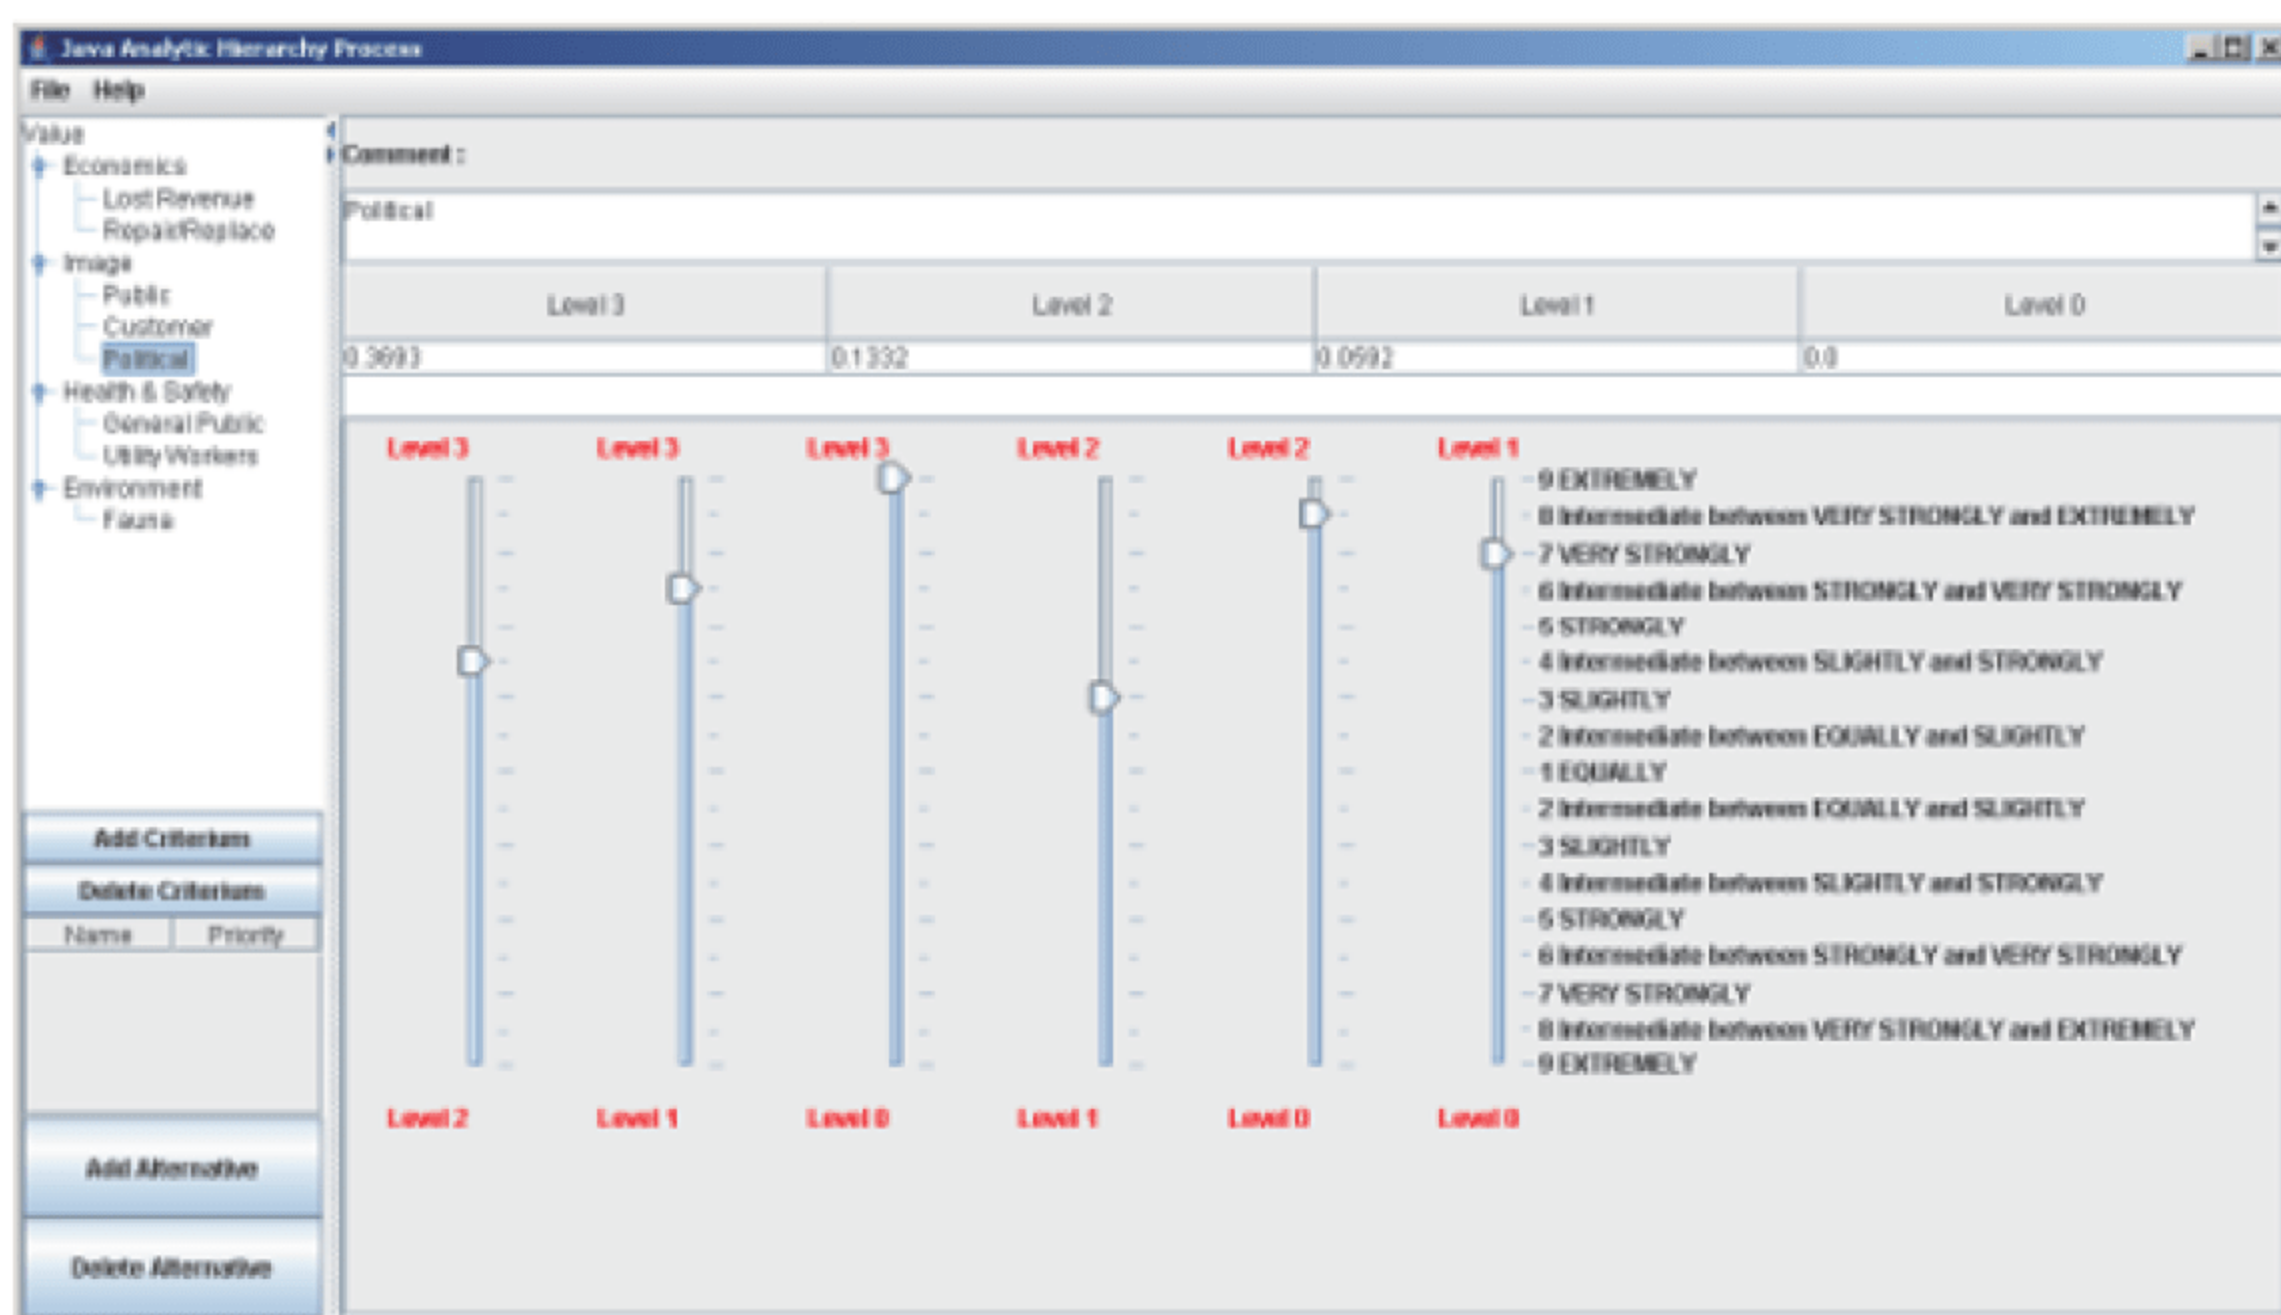 Java Analytic Hierarchy Process
File Help
Value
Economics
Lost Revenue
Repair/Replace
Image
Public
Customer
Political
Health & Safety
General Public
Utility Workers
Environment
Fauna
Add Criterium
Delete Criterium
Name Priority
Add Alternative
Delete Alternative
Comment :
Political
Level 3 Level 2 Level 1 Level 0
0.3693 0.1332 0.0592 0.0
Level 3 Level 3 Level 3 Level 2 Level 2 Level 1
9 EXTREMELY
8 Intermediate between VERY STRONGLY and EXTREMELY
7 VERY STRONGLY
6 Intermediate between STRONGLY and VERY STRONGLY
5 STRONGLY
4 Intermediate between SLIGHTLY and STRONGLY
3 SLIGHTLY
2 Intermediate between EQUALLY and SLIGHTLY
1 EQUALLY
2 Intermediate between EQUALLY and SLIGHTLY
3 SLIGHTLY
4 Intermediate between SLIGHTLY and STRONGLY
5 STRONGLY
6 Intermediate between STRONGLY and VERY STRONGLY
7 VERY STRONGLY
8 Intermediate between VERY STRONGLY and EXTREMELY
9 EXTREMELY
Level 2 Level 1 Level 0 Level 1 Level 0 Level 0